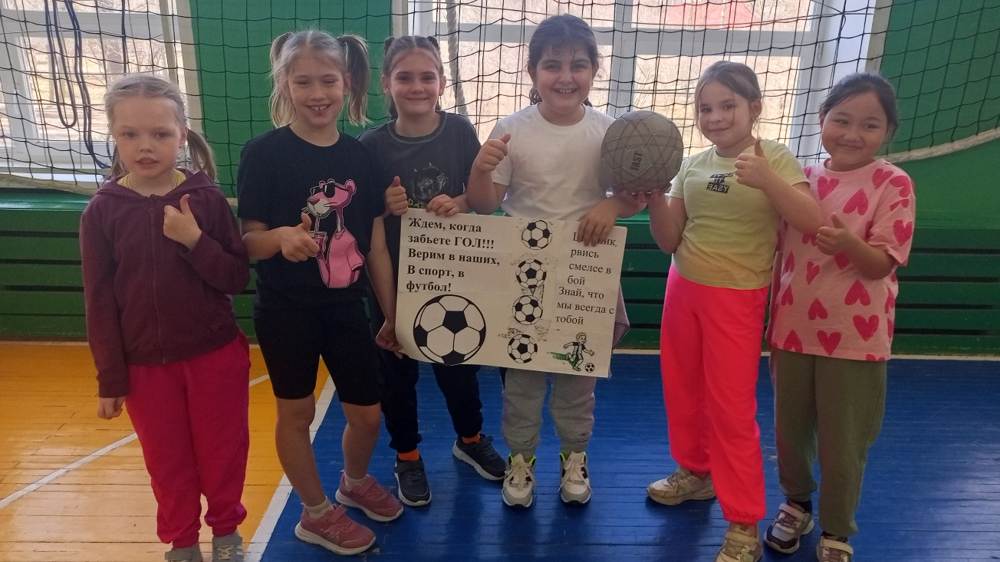 Ждем, когда
забьете ГОЛ!!!
Верим в наших,
В спорт, в
футбол!
рвись
смелее в
бой
Знай, что
мы всегда с
тобой
FAST